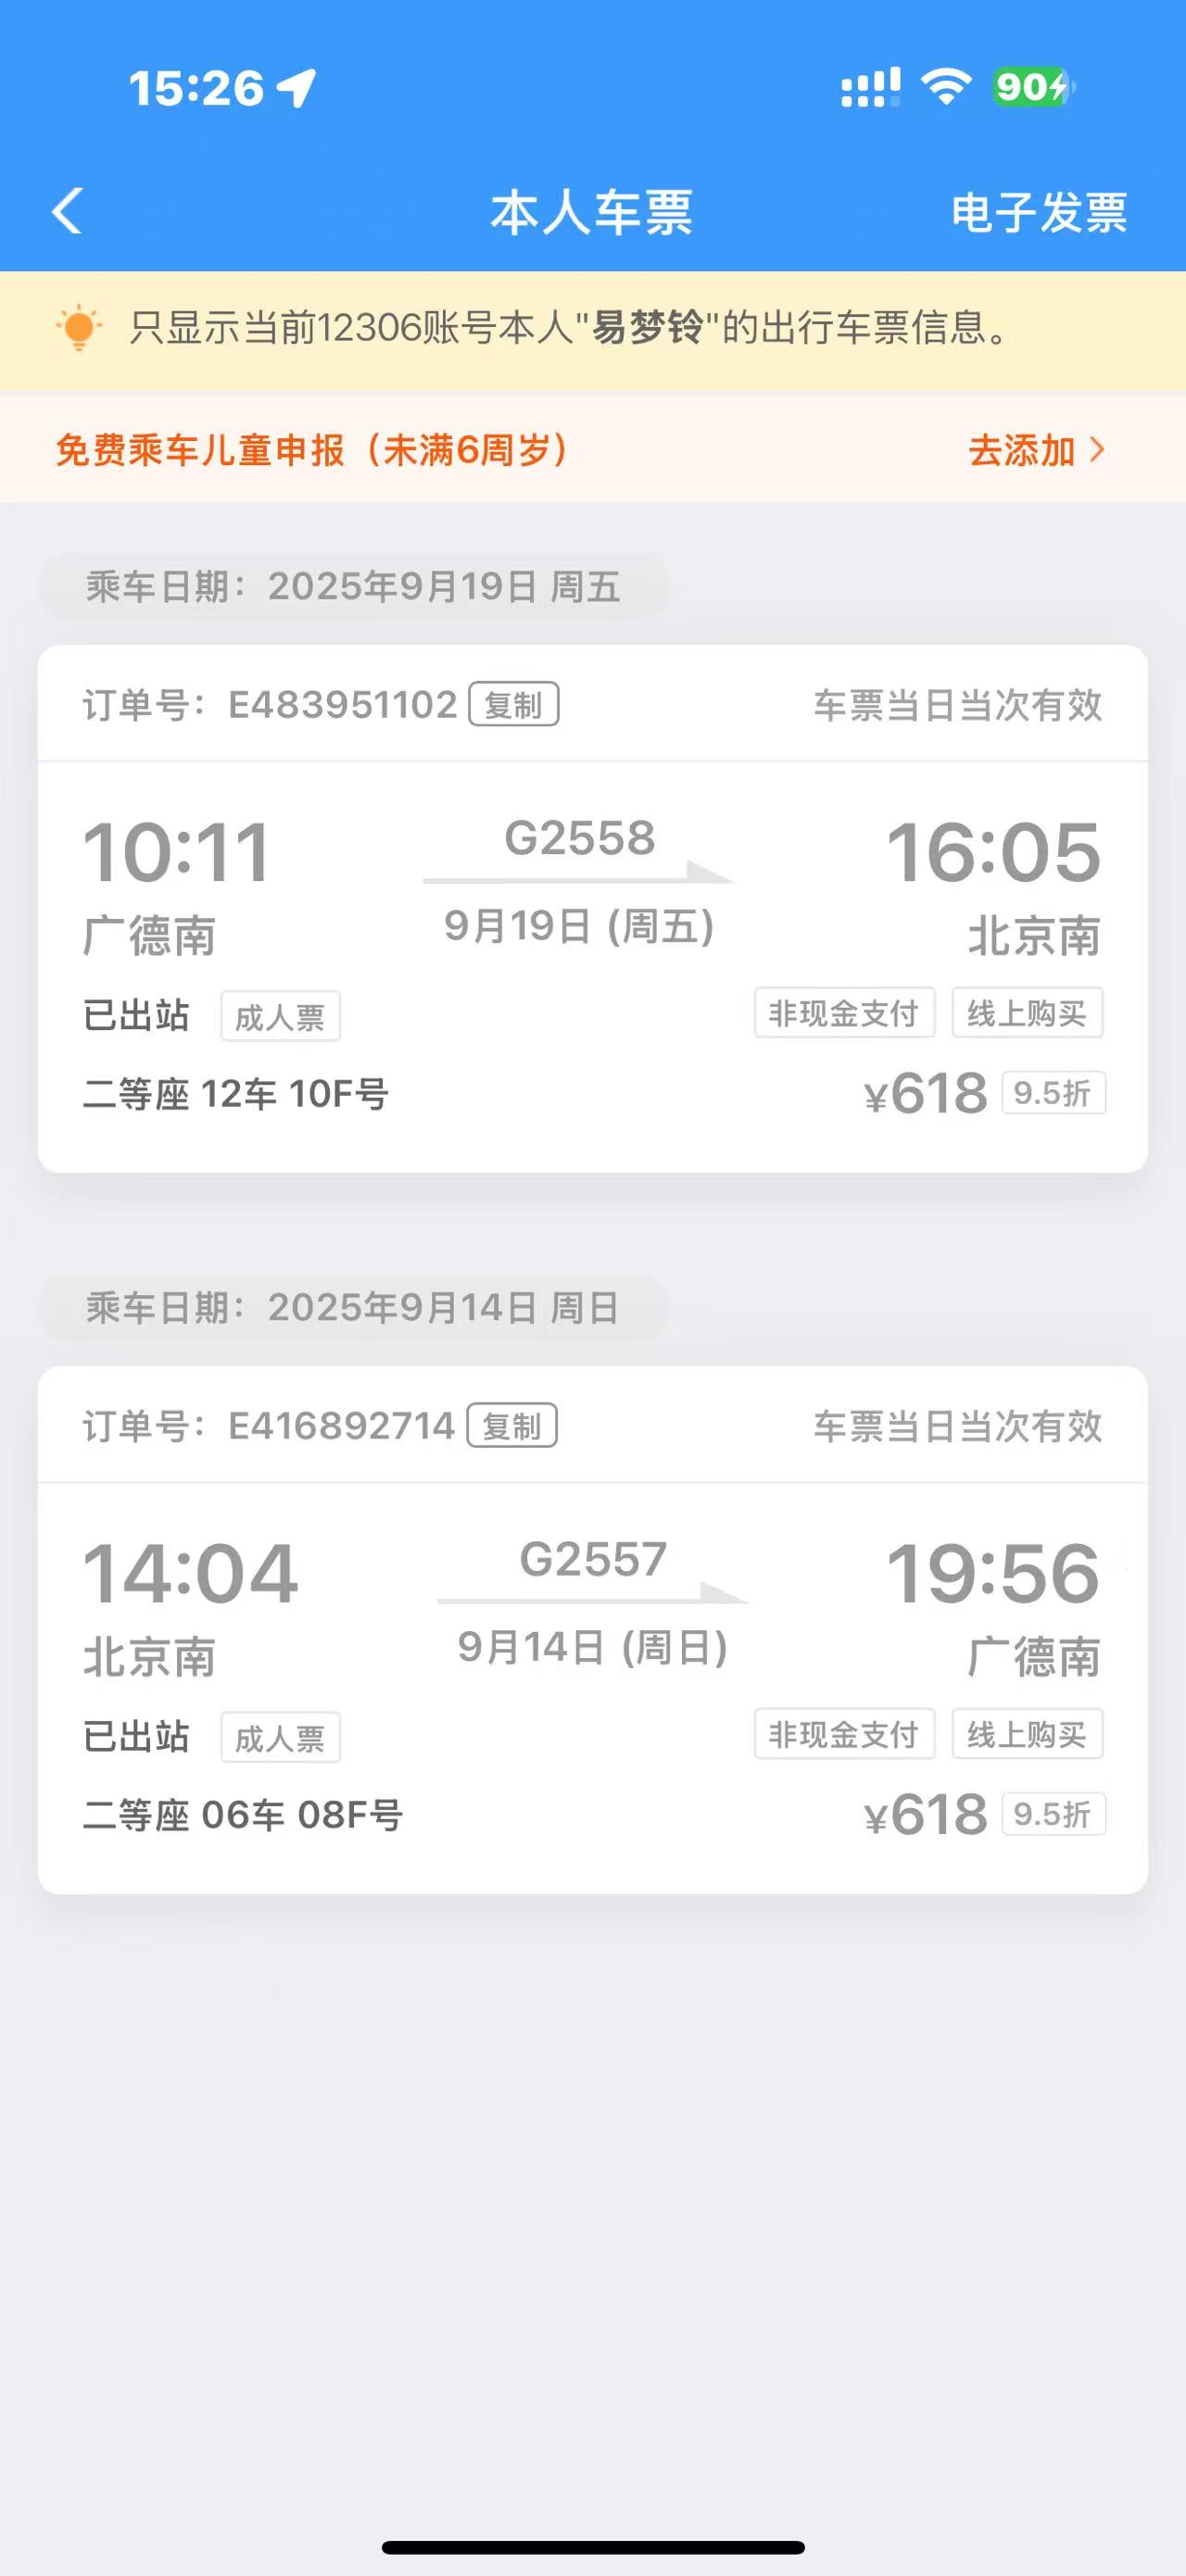 15:26
90
本人车票 电子发票
只显示当前12306账号本人"易梦铃"的出行车票信息。
免费乘车儿童申报（未满6周岁） 去添加
乘车日期：2025年9月19日 周五
订单号：E483951102 复制 车票当日当次有效
10:11 G2558 16:05
广德南 9月19日 (周五) 北京南
已出站 成人票 非现金支付 线上购买
二等座 12车 10F号 ¥618 9.5折
乘车日期：2025年9月14日 周日
订单号：E416892714 复制 车票当日当次有效
14:04 G2557 19:56
北京南 9月14日 (周日) 广德南
已出站 成人票 非现金支付 线上购买
二等座 06车 08F号 ¥618 9.5折